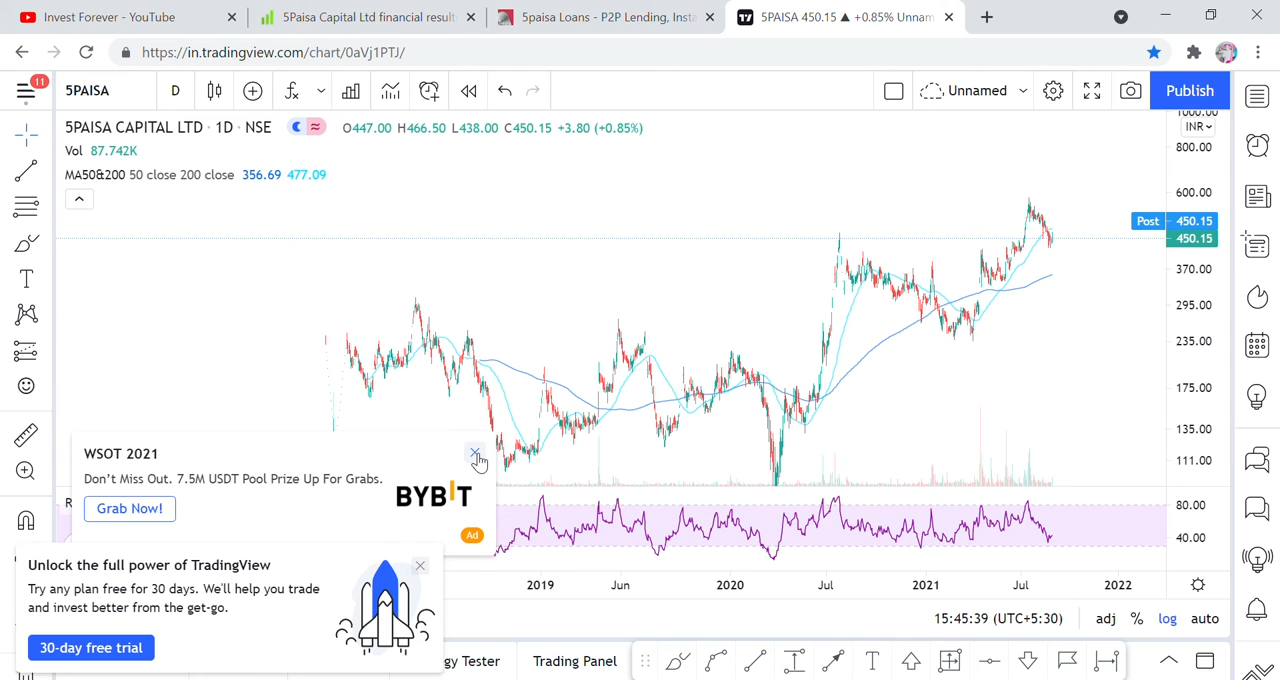 Invest Forever - YouTube
5Paisa Capital Ltd financial result
5paisa Loans - P2P Lending, Insta
5PAISA 450.15 ▲ +0.85% Unnam
https://in.tradingview.com/chart/0aVj1PTJ/
11
5PAISA
D
Unnamed
Publish
5PAISA CAPITAL LTD · 1D · NSE
O447.00 H466.50 L438.00 C450.15 +3.80 (+0.85%)
Vol 87.742K
MA50&200 50 close 200 close 356.69 477.09
1000.00
INR
800.00
600.00
Post 450.15
450.15
370.00
295.00
235.00
175.00
135.00
111.00
80.00
40.00
WSOT 2021
Don't Miss Out. 7.5M USDT Pool Prize Up For Grabs.
Grab Now!
BYBIT
Ad
R
Unlock the full power of TradingView
Try any plan free for 30 days. We'll help you trade
and invest better from the get-go.
30-day free trial
2019 Jun 2020 Jul 2021 Jul 2022
15:45:39 (UTC+5:30) adj % log auto
gy Tester
Trading Panel